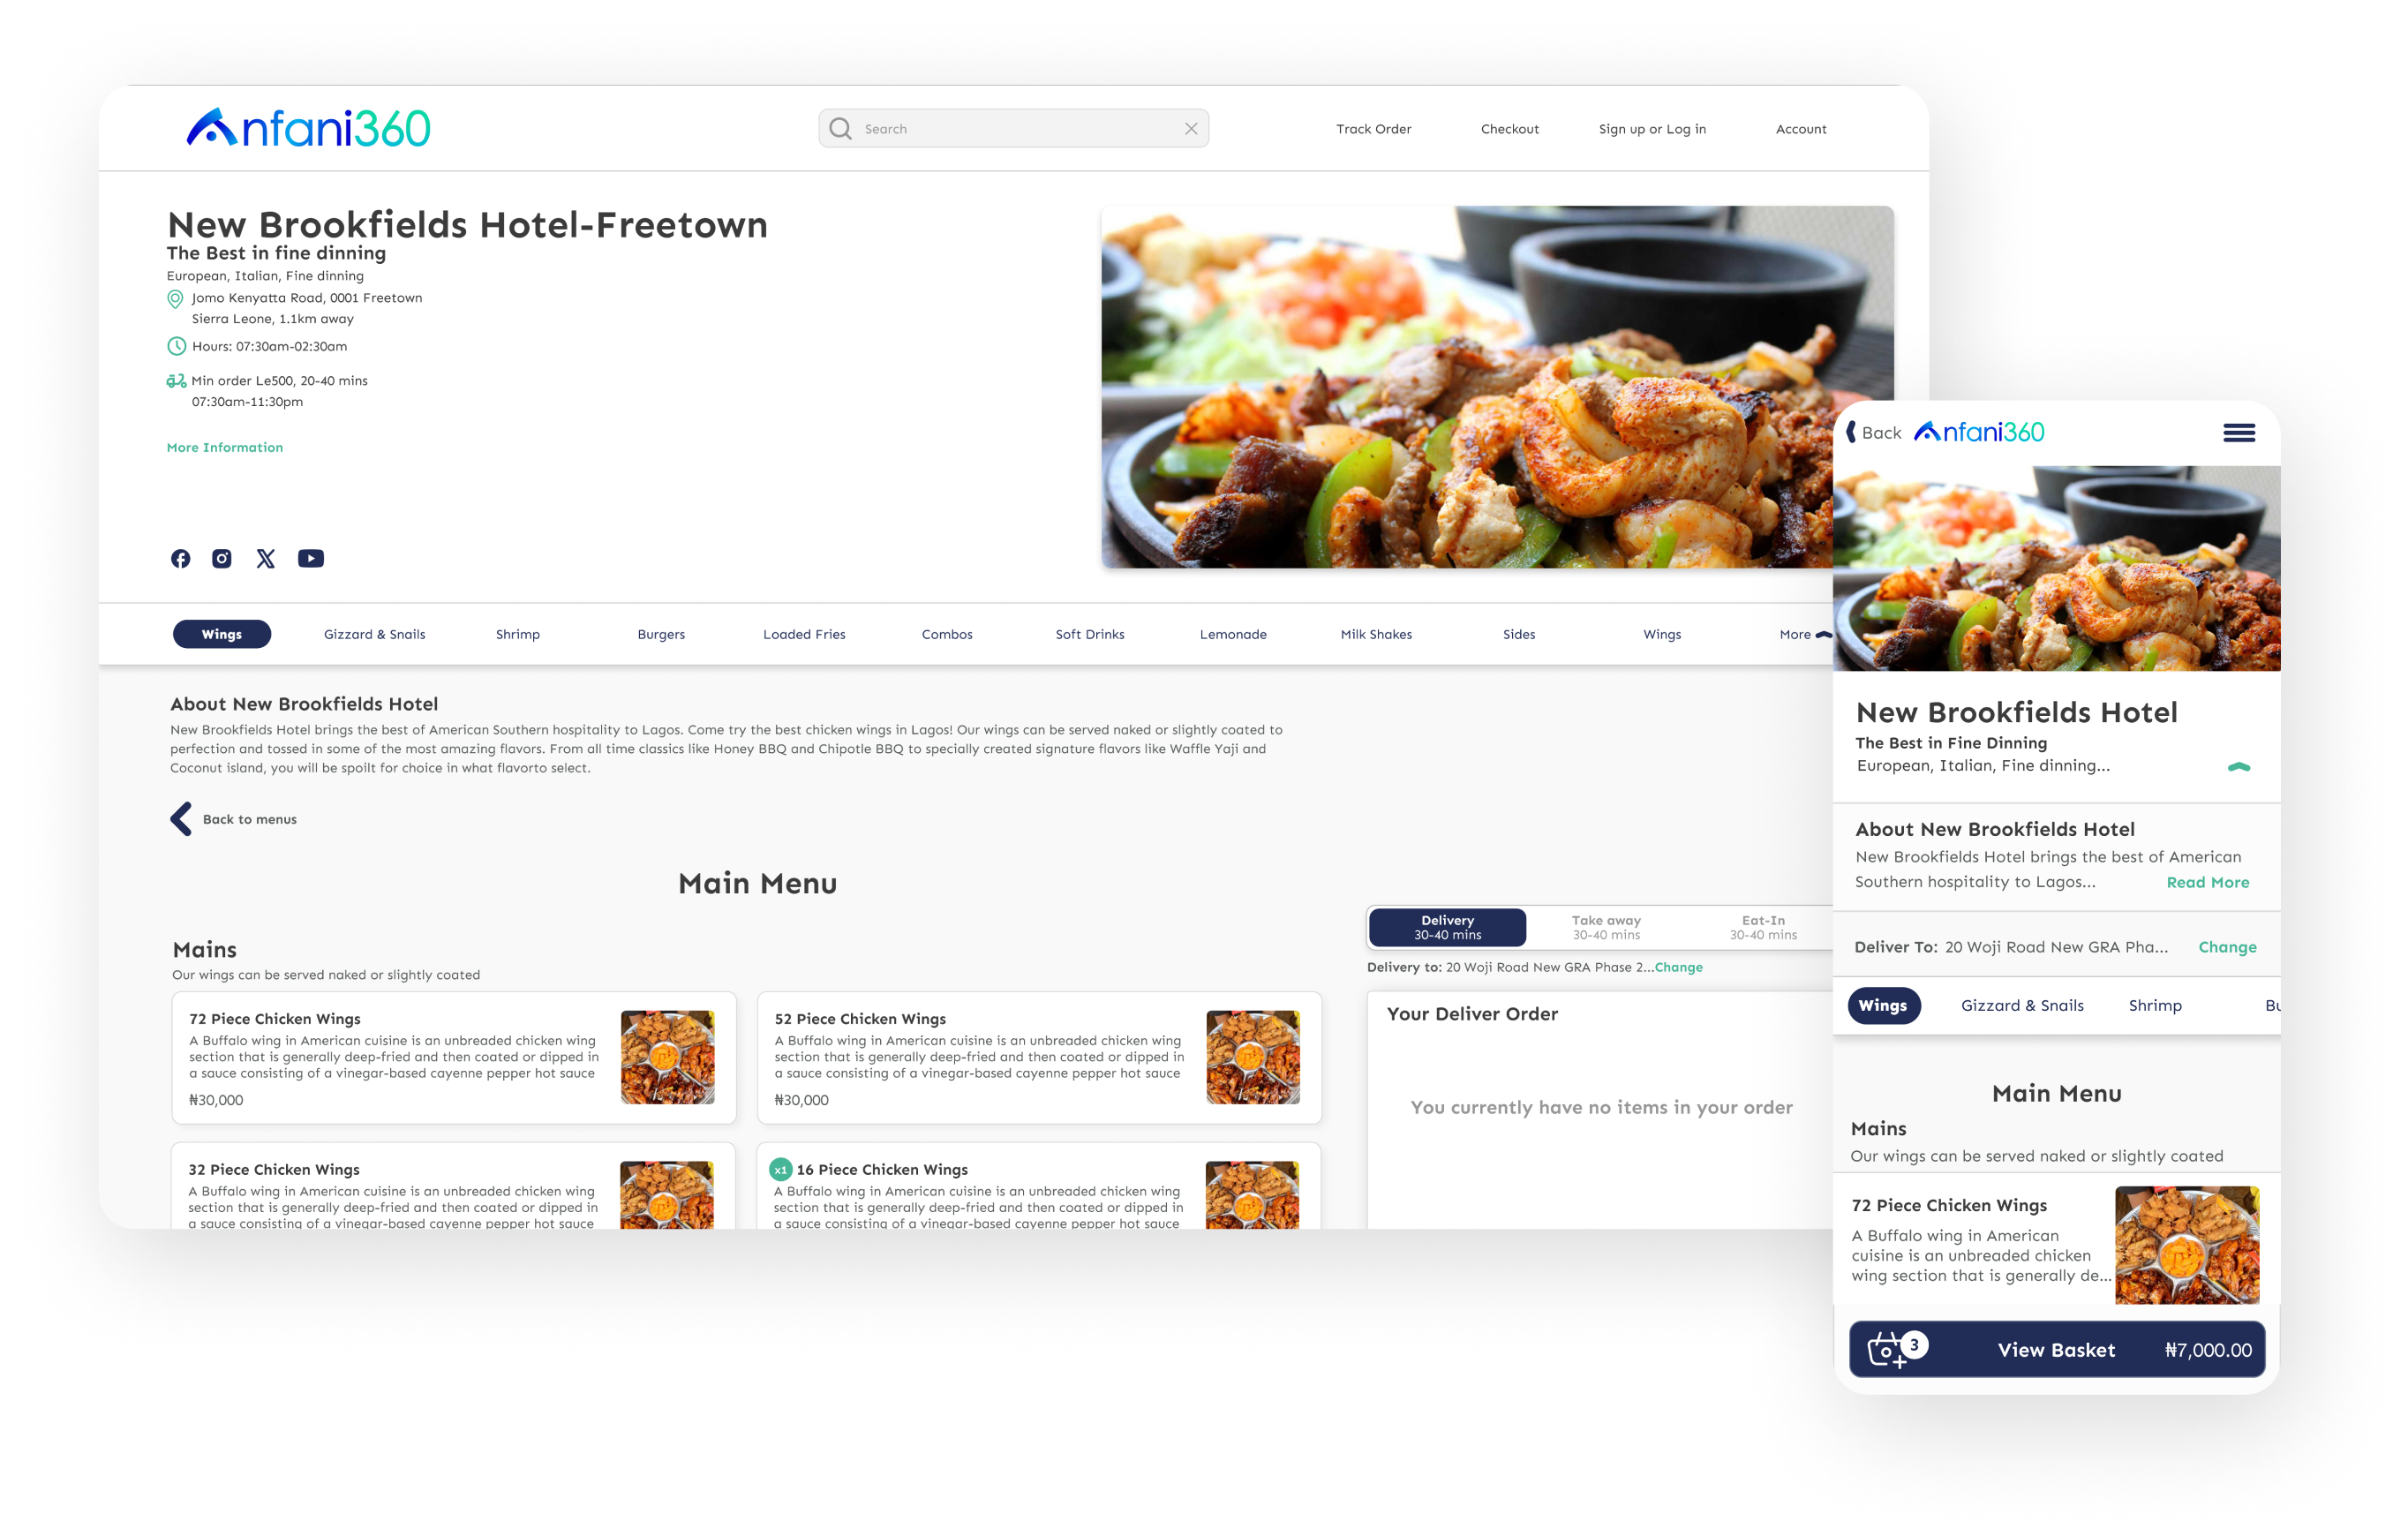 Anfani360
Search
Track Order
Checkout
Sign up or Log in
Account
New Brookfields Hotel-Freetown
The Best in fine dinning
European, Italian, Fine dinning
Jomo Kenyatta Road, 0001 Freetown
Sierra Leone, 1.1km away
Hours: 07:30am-02:30am
Min order Le500, 20-40 mins
07:30am-11:30pm
More Information
Wings
Gizzard & Snails
Shrimp
Burgers
Loaded Fries
Combos
Soft Drinks
Lemonade
Milk Shakes
Sides
Wings
More
About New Brookfields Hotel
New Brookfields Hotel brings the best of American Southern hospitality to Lagos. Come try the best chicken wings in Lagos! Our wings can be served naked or slightly coated to
perfection and tossed in some of the most amazing flavors. From all time classics like Honey BBQ and Chipotle BBQ to specially created signature flavors like Waffle Yaji and
Coconut island, you will be spoilt for choice in what flavorto select.
Back to menus
Main Menu
Mains
Our wings can be served naked or slightly coated
72 Piece Chicken Wings
A Buffalo wing in American cuisine is an unbreaded chicken wing
section that is generally deep-fried and then coated or dipped in
a sauce consisting of a vinegar-based cayenne pepper hot sauce
₦30,000
52 Piece Chicken Wings
A Buffalo wing in American cuisine is an unbreaded chicken wing
section that is generally deep-fried and then coated or dipped in
a sauce consisting of a vinegar-based cayenne pepper hot sauce
₦30,000
32 Piece Chicken Wings
A Buffalo wing in American cuisine is an unbreaded chicken wing
section that is generally deep-fried and then coated or dipped in
a sauce consisting of a vinegar-based cayenne pepper hot sauce
x1 16 Piece Chicken Wings
A Buffalo wing in American cuisine is an unbreaded chicken wing
section that is generally deep-fried and then coated or dipped in
a sauce consisting of a vinegar-based cayenne pepper hot sauce
Delivery
30-40 mins
Take away
30-40 mins
Eat-In
30-40 mins
Delivery to: 20 Woji Road New GRA Phase 2...Change
Your Deliver Order
You currently have no items in your order
Back
Anfani360
New Brookfields Hotel
The Best in Fine Dinning
European, Italian, Fine dinning...
About New Brookfields Hotel
New Brookfields Hotel brings the best of American
Southern hospitality to Lagos... Read More
Deliver To: 20 Woji Road New GRA Pha... Change
Wings
Gizzard & Snails
Shrimp
Bu
Main Menu
Mains
Our wings can be served naked or slightly coated
72 Piece Chicken Wings
A Buffalo wing in American
cuisine is an unbreaded chicken
wing section that is generally de...
3
View Basket
₦7,000.00